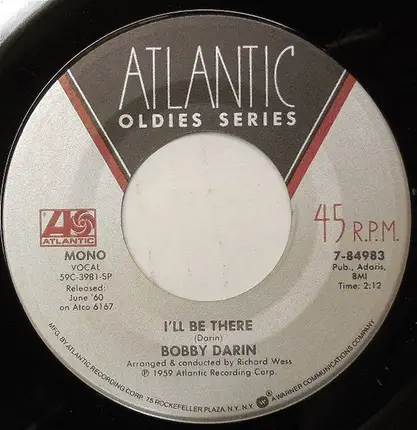 ATLANTIC
OLDIES SERIES
45 R.P.M.
ATLANTIC
MONO
VOCAL
59C-3981-SP
Released:
June '60
on Atco 6167
7-84983
Pub., Adaris,
BMI
Time: 2:12
I'LL BE THERE
(Darin)
BOBBY DARIN
Arranged & conducted by Richard Wess
℗ 1959 Atlantic Recording Corp.
MFG. BY ATLANTIC RECORDING CORP. 75 ROCKEFELLER PLAZA, N.Y. N.Y. A WARNER COMMUNICATIONS COMPANY